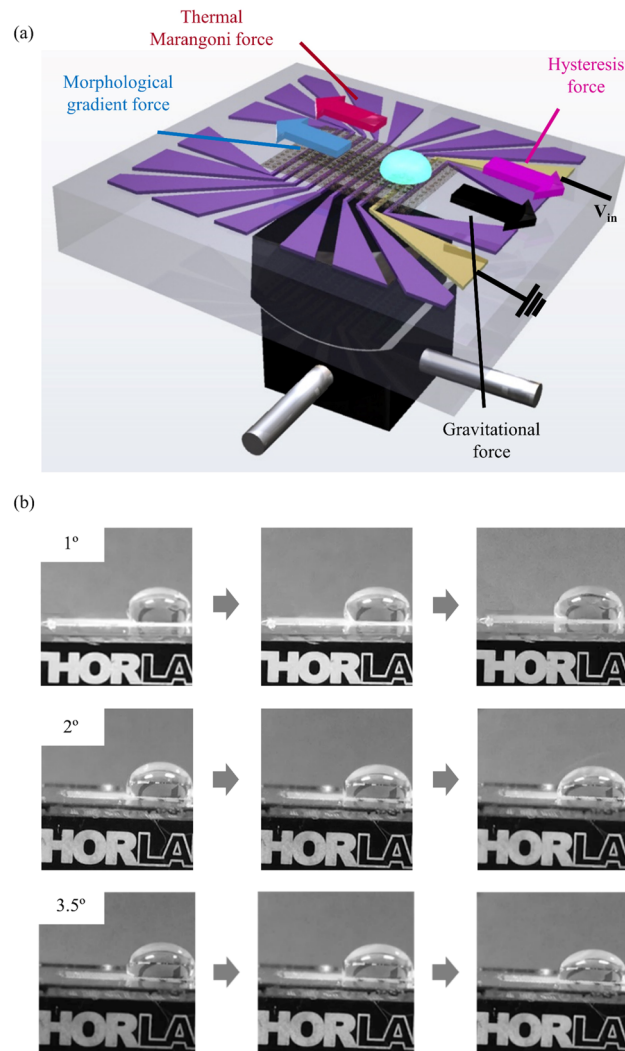 (a)
Thermal
Marangoni force
Morphological
gradient force
Hysteresis
force
V_in
Gravitational
force
(b)
1º
THORLA
THORLA
THORLA
2º
HORLA
HORLA
HORLA
3.5º
HORLA
HORLA
HORLA